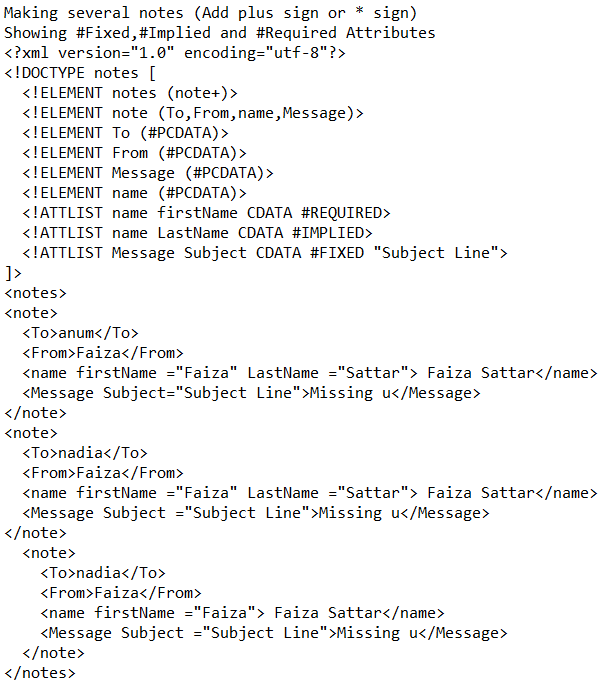 Making several notes (Add plus sign or * sign)
Showing #Fixed,#Implied and #Required Attributes
<?xml version="1.0" encoding="utf-8"?>
<!DOCTYPE notes [
  <!ELEMENT notes (note+)>
  <!ELEMENT note (To,From,name,Message)>
  <!ELEMENT To (#PCDATA)>
  <!ELEMENT From (#PCDATA)>
  <!ELEMENT Message (#PCDATA)>
  <!ELEMENT name (#PCDATA)>
  <!ATTLIST name firstName CDATA #REQUIRED>
  <!ATTLIST name LastName CDATA #IMPLIED>
  <!ATTLIST Message Subject CDATA #FIXED "Subject Line">
]>
<notes>
<note>
  <To>anum</To>
  <From>Faiza</From>
  <name firstName ="Faiza" LastName ="Sattar"> Faiza Sattar</name>
  <Message Subject="Subject Line">Missing u</Message>
</note>
<note>
  <To>nadia</To>
  <From>Faiza</From>
  <name firstName ="Faiza" LastName ="Sattar"> Faiza Sattar</name>
  <Message Subject ="Subject Line">Missing u</Message>
</note>
  <note>
    <To>nadia</To>
    <From>Faiza</From>
    <name firstName ="Faiza"> Faiza Sattar</name>
    <Message Subject ="Subject Line">Missing u</Message>
  </note>
</notes>